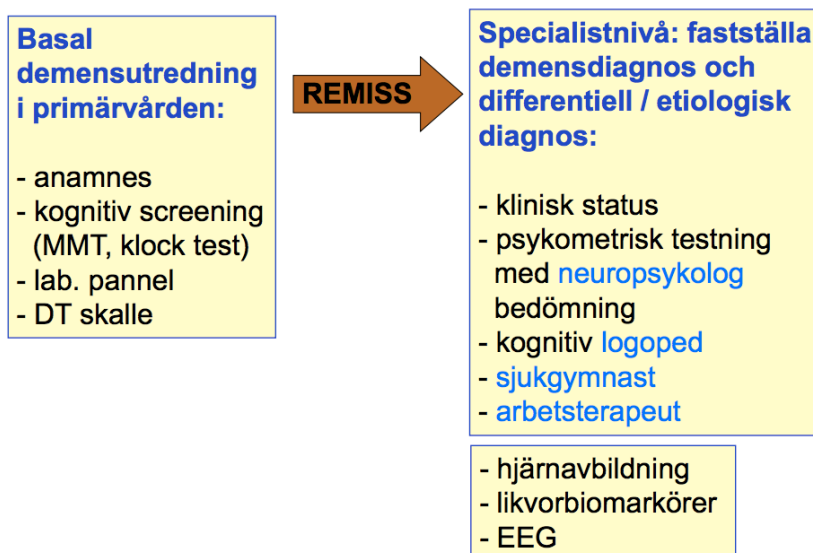 Basal
demensutredning
i primärvården:
- anamnes
- kognitiv screening
(MMT, klock test)
- lab. pannel
- DT skalle
REMISS
Specialistnivå: fastställa
demensdiagnos och
differentiell / etiologisk
diagnos:
- klinisk status
- psykometrisk testning
med neuropsykolog
bedömning
- kognitiv logoped
- sjukgymnast
- arbetsterapeut
- hjärnavbildning
- likvorbiomarkörer
- EEG